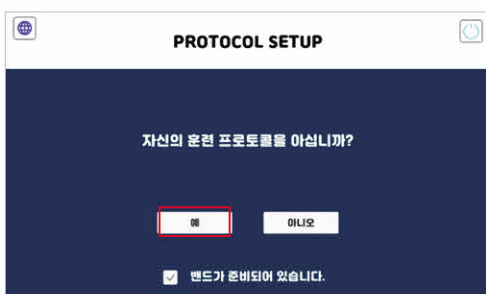 PROTOCOL SETUP
자신의 훈련 프로토콜을 아십니까?
예
아니오
밴드가 준비되어 있습니다.